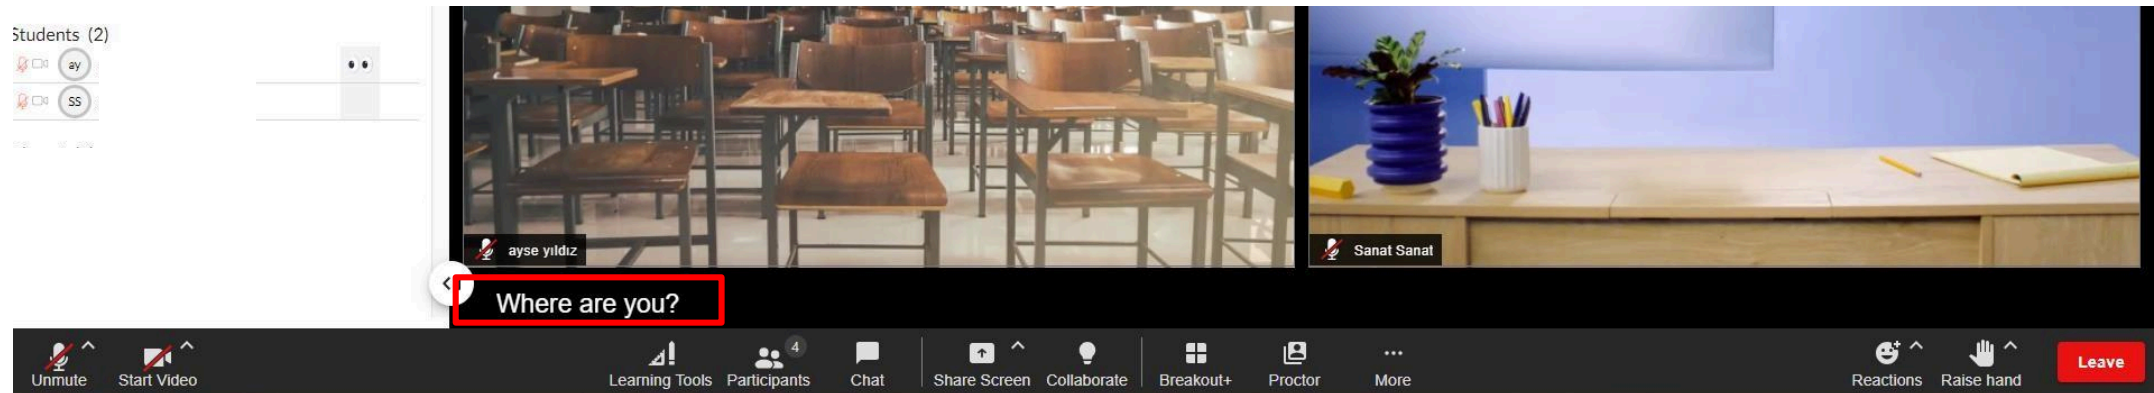 Students (2)
ay
SS
ayse yıldız
Sanat Sanat
Where are you?
Unmute
Start Video
Learning Tools
Participants
4
Chat
Share Screen
Collaborate
Breakout+
Proctor
More
Reactions
Raise hand
Leave